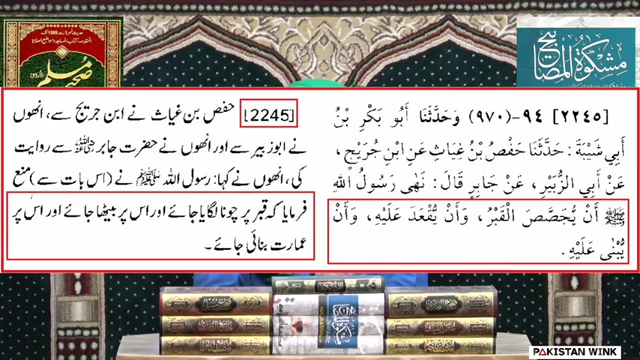 صحیح مسلم
مشكوٰة المصابیح
[2245] حفص بن غیاث نے ابن جریج سے، انھوں
نے ابوزبیر سے اور انھوں نے حضرت جابر رضی اللہ عنہ سے روایت
کی، انھوں نے کہا: رسول اللہ ﷺ نے (اس بات سے) منع
فرمایا کہ قبر پر چونا لگایا جائے اور اس پر بیٹھا جائے اور اس پر
عمارت بنائی جائے۔
[٢٢٤٥] ٩٤-(٩٧٠) وَحَدَّثَنَا أَبُو بَكْرِ بْنُ
أَبِي شَيْبَةَ: حَدَّثَنَا حَفْصُ بْنُ غِيَاثٍ عَنِ ابْنِ جُرَيْجٍ،
عَنْ أَبِي الزُّبَيْرِ، عَنْ جَابِرٍ قَالَ: نَهَى رَسُولُ اللهِ
ﷺ أَنْ يُجَصَّصَ الْقَبْرُ، وَأَنْ يُقْعَدَ عَلَيْهِ، وَأَنْ
يُبْنَى عَلَيْهِ.
PAKISTAN WINK